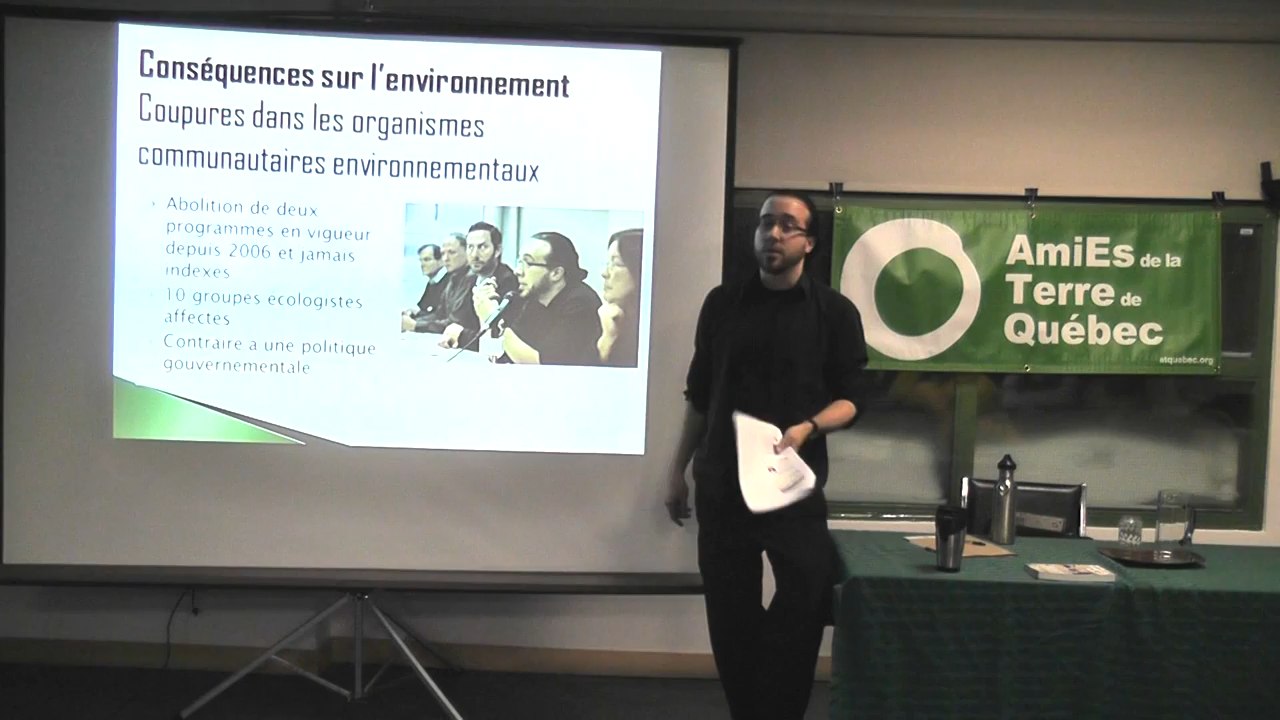 Conséquences sur l'environnement
Coupures dans les organismes
communautaires environnementaux
Abolition de deux
programmes en vigueur
depuis 2006 et jamais
indexes
10 groupes ecologistes
affectes
Contraire a une politique
gouvernementale
AmiEs de la
Terre de
Québec
atquebec.org